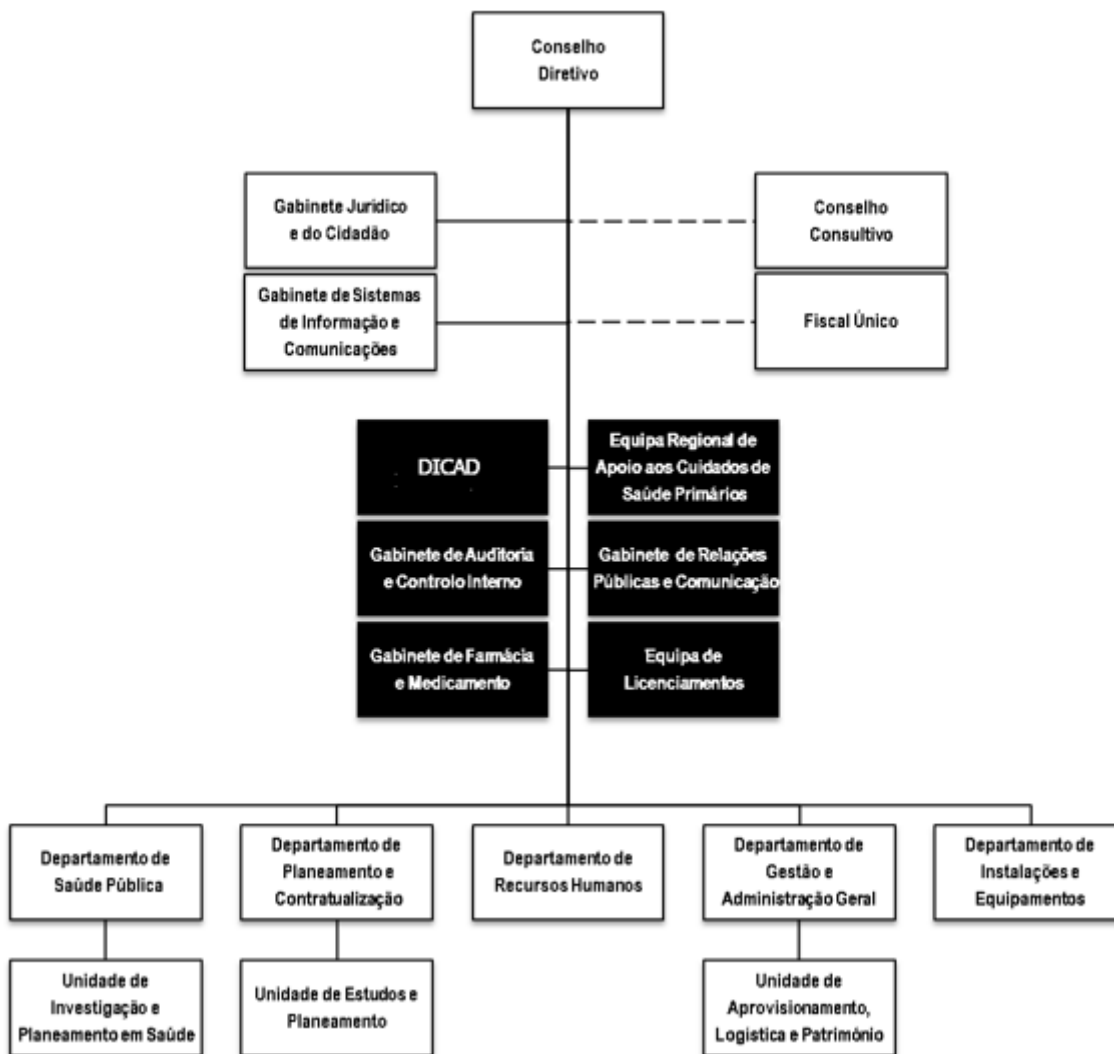 Conselho
Diretivo
Gabinete Jurídico
e do Cidadão
Conselho
Consultivo
Gabinete de Sistemas
de Informação e
Comunicações
Fiscal Único
DICAD
Equipa Regional de
Apoio aos Cuidados de
Saúde Primários
Gabinete de Auditoria
e Controlo Interno
Gabinete de Relações
Públicas e Comunicação
Gabinete de Farmácia
e Medicamento
Equipa de
Licenciamentos
Departamento de
Saúde Pública
Departamento de
Planeamento e
Contratualização
Departamento de
Recursos Humanos
Departamento de
Gestão e
Administração Geral
Departamento de
Instalações e
Equipamentos
Unidade de
Investigação e
Planeamento em Saúde
Unidade de Estudos e
Planeamento
Unidade de
Aprovisionamento,
Logística e Património